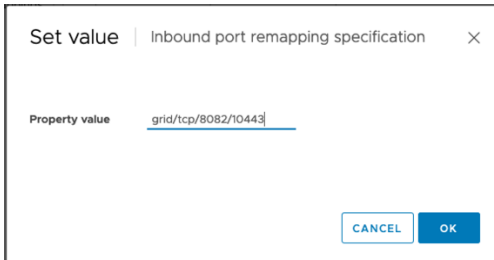 Set value Inbound port remapping specification
Property value grid/tcp/8082/10443
CANCEL OK